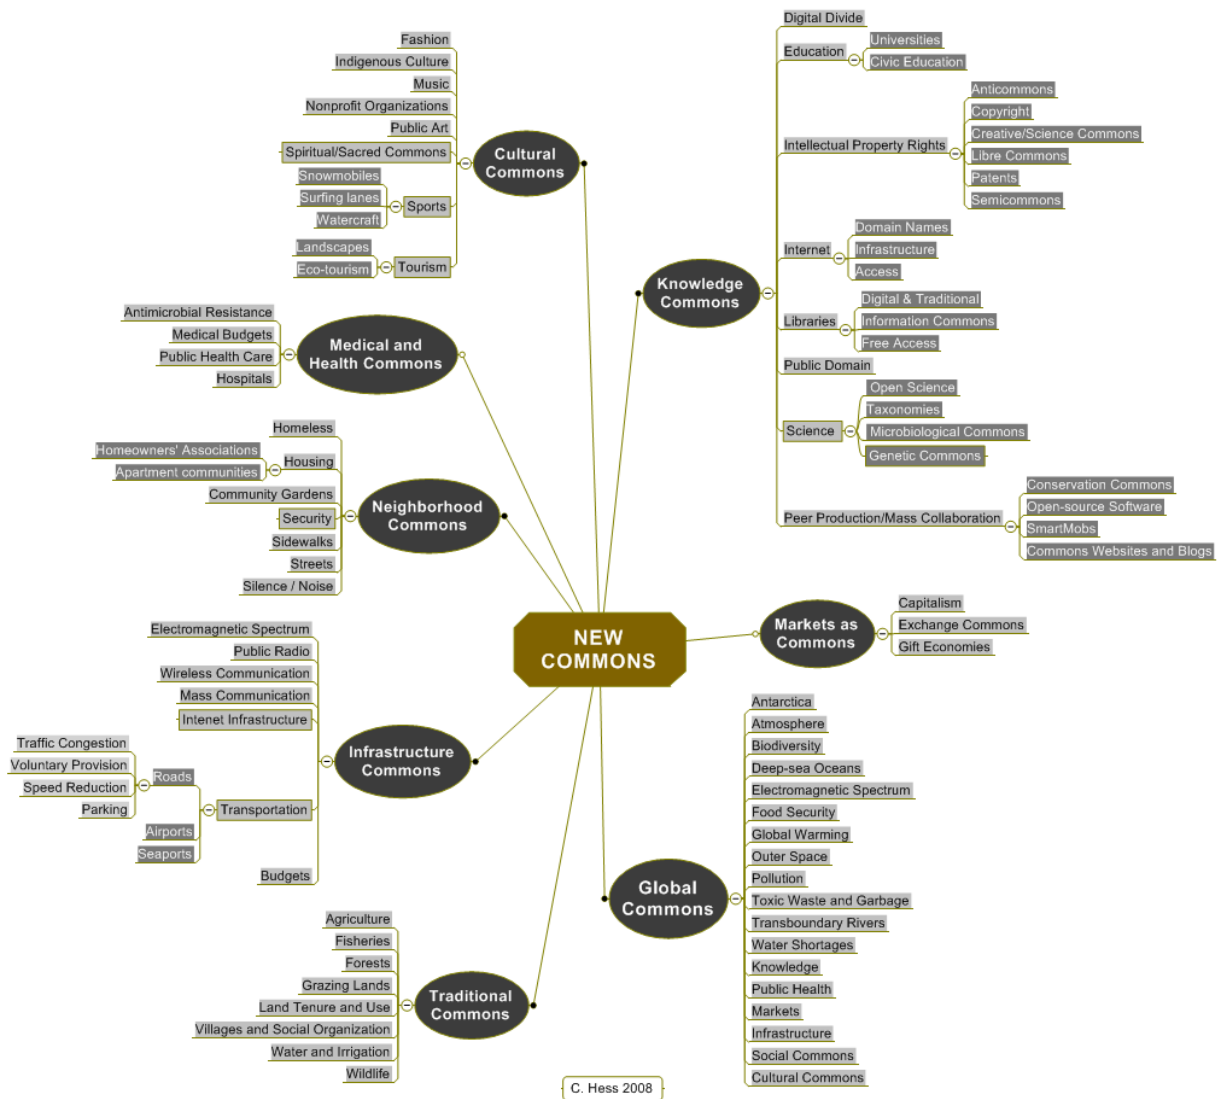 NEW
COMMONS
Cultural
Commons
Fashion
Indigenous Culture
Music
Nonprofit Organizations
Public Art
Spiritual/Sacred Commons
Sports
Snowmobiles
Surfing lanes
Watercraft
Tourism
Landscapes
Eco-tourism
Medical and
Health Commons
Antimicrobial Resistance
Medical Budgets
Public Health Care
Hospitals
Neighborhood
Commons
Homeless
Housing
Homeowners' Associations
Apartment communities
Community Gardens
Security
Sidewalks
Streets
Silence / Noise
Infrastructure
Commons
Electromagnetic Spectrum
Public Radio
Wireless Communication
Mass Communication
Intenet Infrastructure
Transportation
Roads
Traffic Congestion
Voluntary Provision
Speed Reduction
Parking
Airports
Seaports
Budgets
Traditional
Commons
Agriculture
Fisheries
Forests
Grazing Lands
Land Tenure and Use
Villages and Social Organization
Water and Irrigation
Wildlife
Knowledge
Commons
Digital Divide
Education
Universities
Civic Education
Intellectual Property Rights
Anticommons
Copyright
Creative/Science Commons
Libre Commons
Patents
Semicommons
Internet
Domain Names
Infrastructure
Access
Libraries
Digital & Traditional
Information Commons
Free Access
Public Domain
Science
Open Science
Taxonomies
Microbiological Commons
Genetic Commons
Peer Production/Mass Collaboration
Conservation Commons
Open-source Software
SmartMobs
Commons Websites and Blogs
Markets as
Commons
Capitalism
Exchange Commons
Gift Economies
Global
Commons
Antarctica
Atmosphere
Biodiversity
Deep-sea Oceans
Electromagnetic Spectrum
Food Security
Global Warming
Outer Space
Pollution
Toxic Waste and Garbage
Transboundary Rivers
Water Shortages
Knowledge
Public Health
Markets
Infrastructure
Social Commons
Cultural Commons
C. Hess 2008